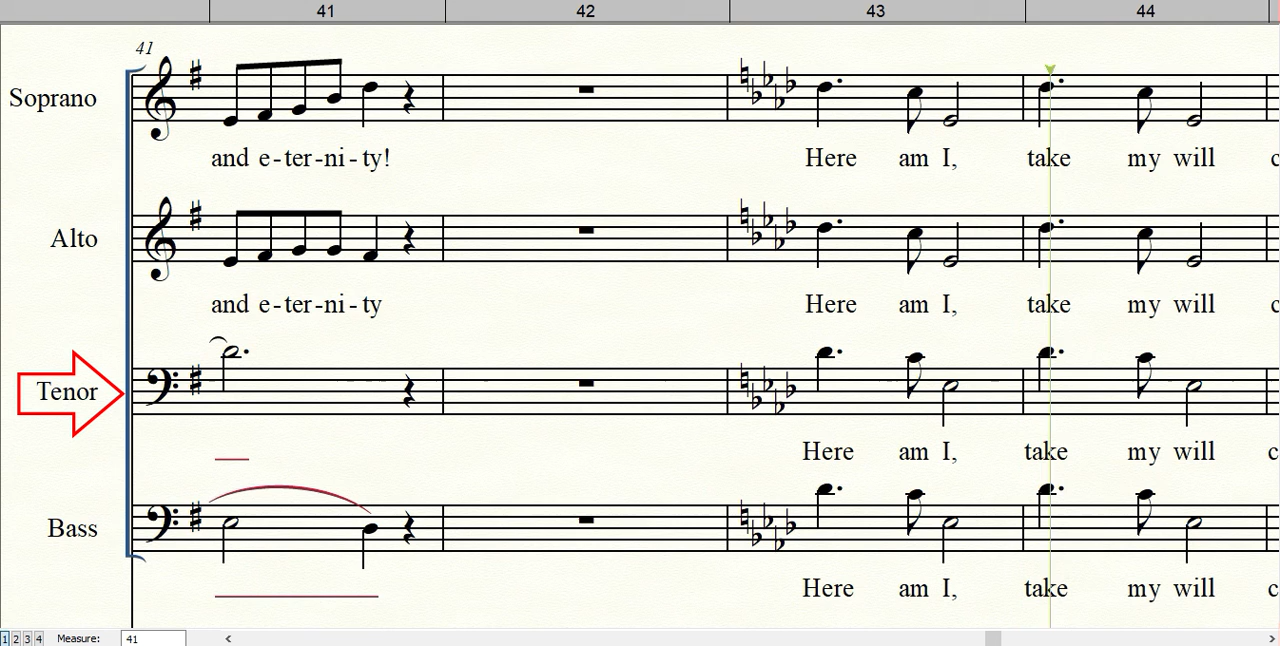 41 42 43 44
41
Soprano
and e-ter-ni-ty! Here am I, take my will c
Alto
and e-ter-ni-ty Here am I, take my will c
Tenor
Here am I, take my will c
Bass
Here am I, take my will c
1 2 3 4 Measure: 41